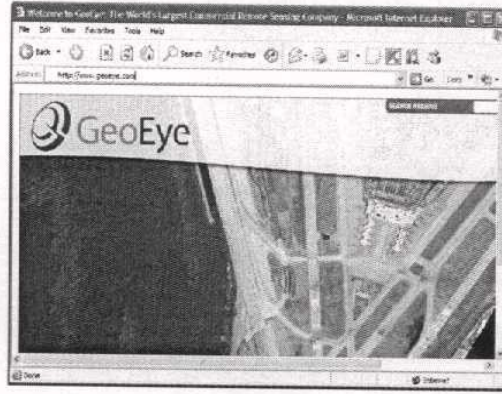 Welcome to GeoEye: The World's Largest Commercial Remote Sensing Company - Microsoft Internet Explorer
File Edit View Favorites Tools Help
Back Search Favorites
Address http://www.geoeye.com Go Links
GeoEye
Done Internet